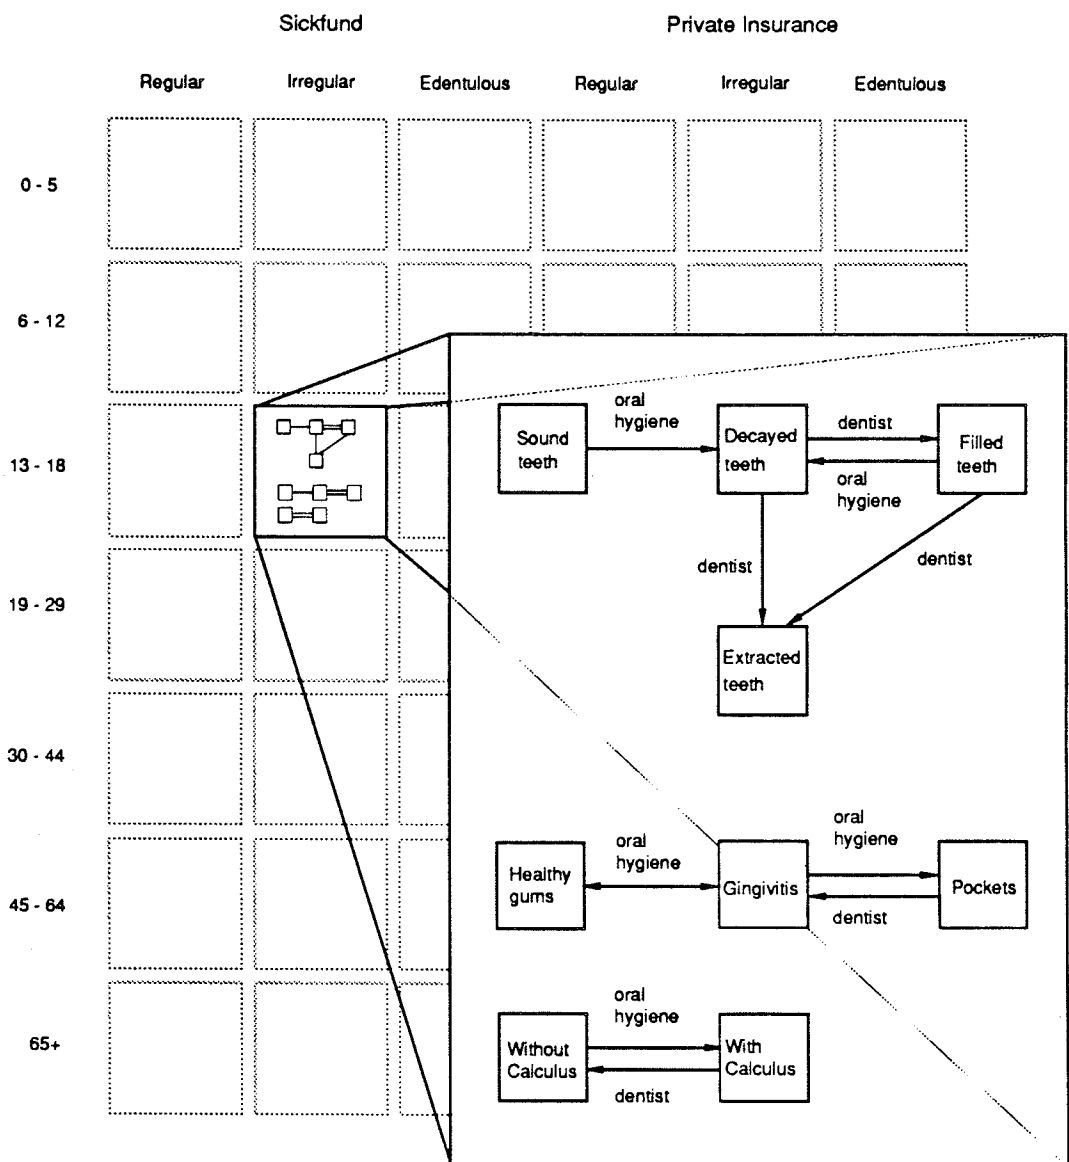 Sickfund Private Insurance
Regular Irregular Edentulous Regular Irregular Edentulous
0 - 5
6 - 12
13 - 18
19 - 29
30 - 44
45 - 64
65+
oral
hygiene
Sound
teeth
Decayed
teeth
dentist
Filled
teeth
oral
hygiene
dentist
dentist
Extracted
teeth
oral
hygiene
Healthy
gums
Gingivitis
oral
hygiene
Pockets
dentist
oral
hygiene
Without
Calculus
With
Calculus
dentist